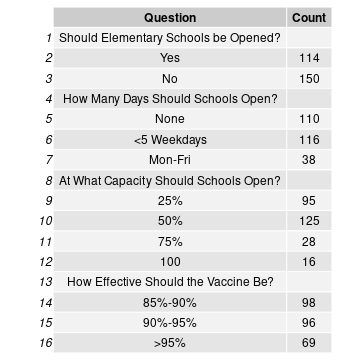 Question Count
1 Should Elementary Schools be Opened?
2 Yes 114
3 No 150
4 How Many Days Should Schools Open?
5 None 110
6 <5 Weekdays 116
7 Mon-Fri 38
8 At What Capacity Should Schools Open?
9 25% 95
10 50% 125
11 75% 28
12 100 16
13 How Effective Should the Vaccine Be?
14 85%-90% 98
15 90%-95% 96
16 >95% 69